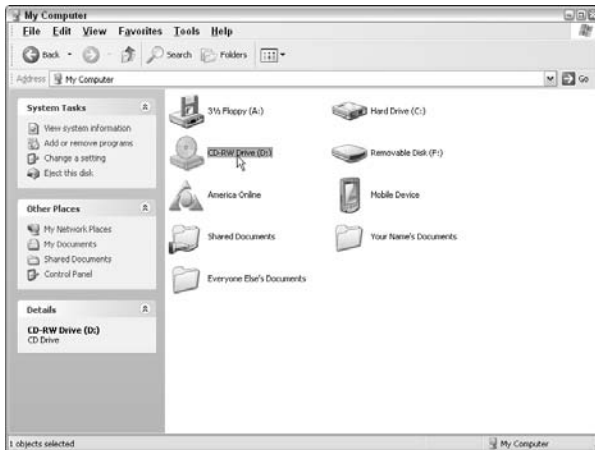 My Computer
File Edit View Favorites Tools Help
Back Search Folders
Address My Computer Go
System Tasks
View system information
Add or remove programs
Change a setting
Eject this disk
Other Places
My Network Places
My Documents
Shared Documents
Control Panel
Details
CD-RW Drive (D:)
CD Drive
3½ Floppy (A:) Hard Drive (C:)
CD-RW Drive (D:) Removable Disk (F:)
America Online Mobile Device
Shared Documents Your Name's Documents
Everyone Else's Documents
1 objects selected My Computer